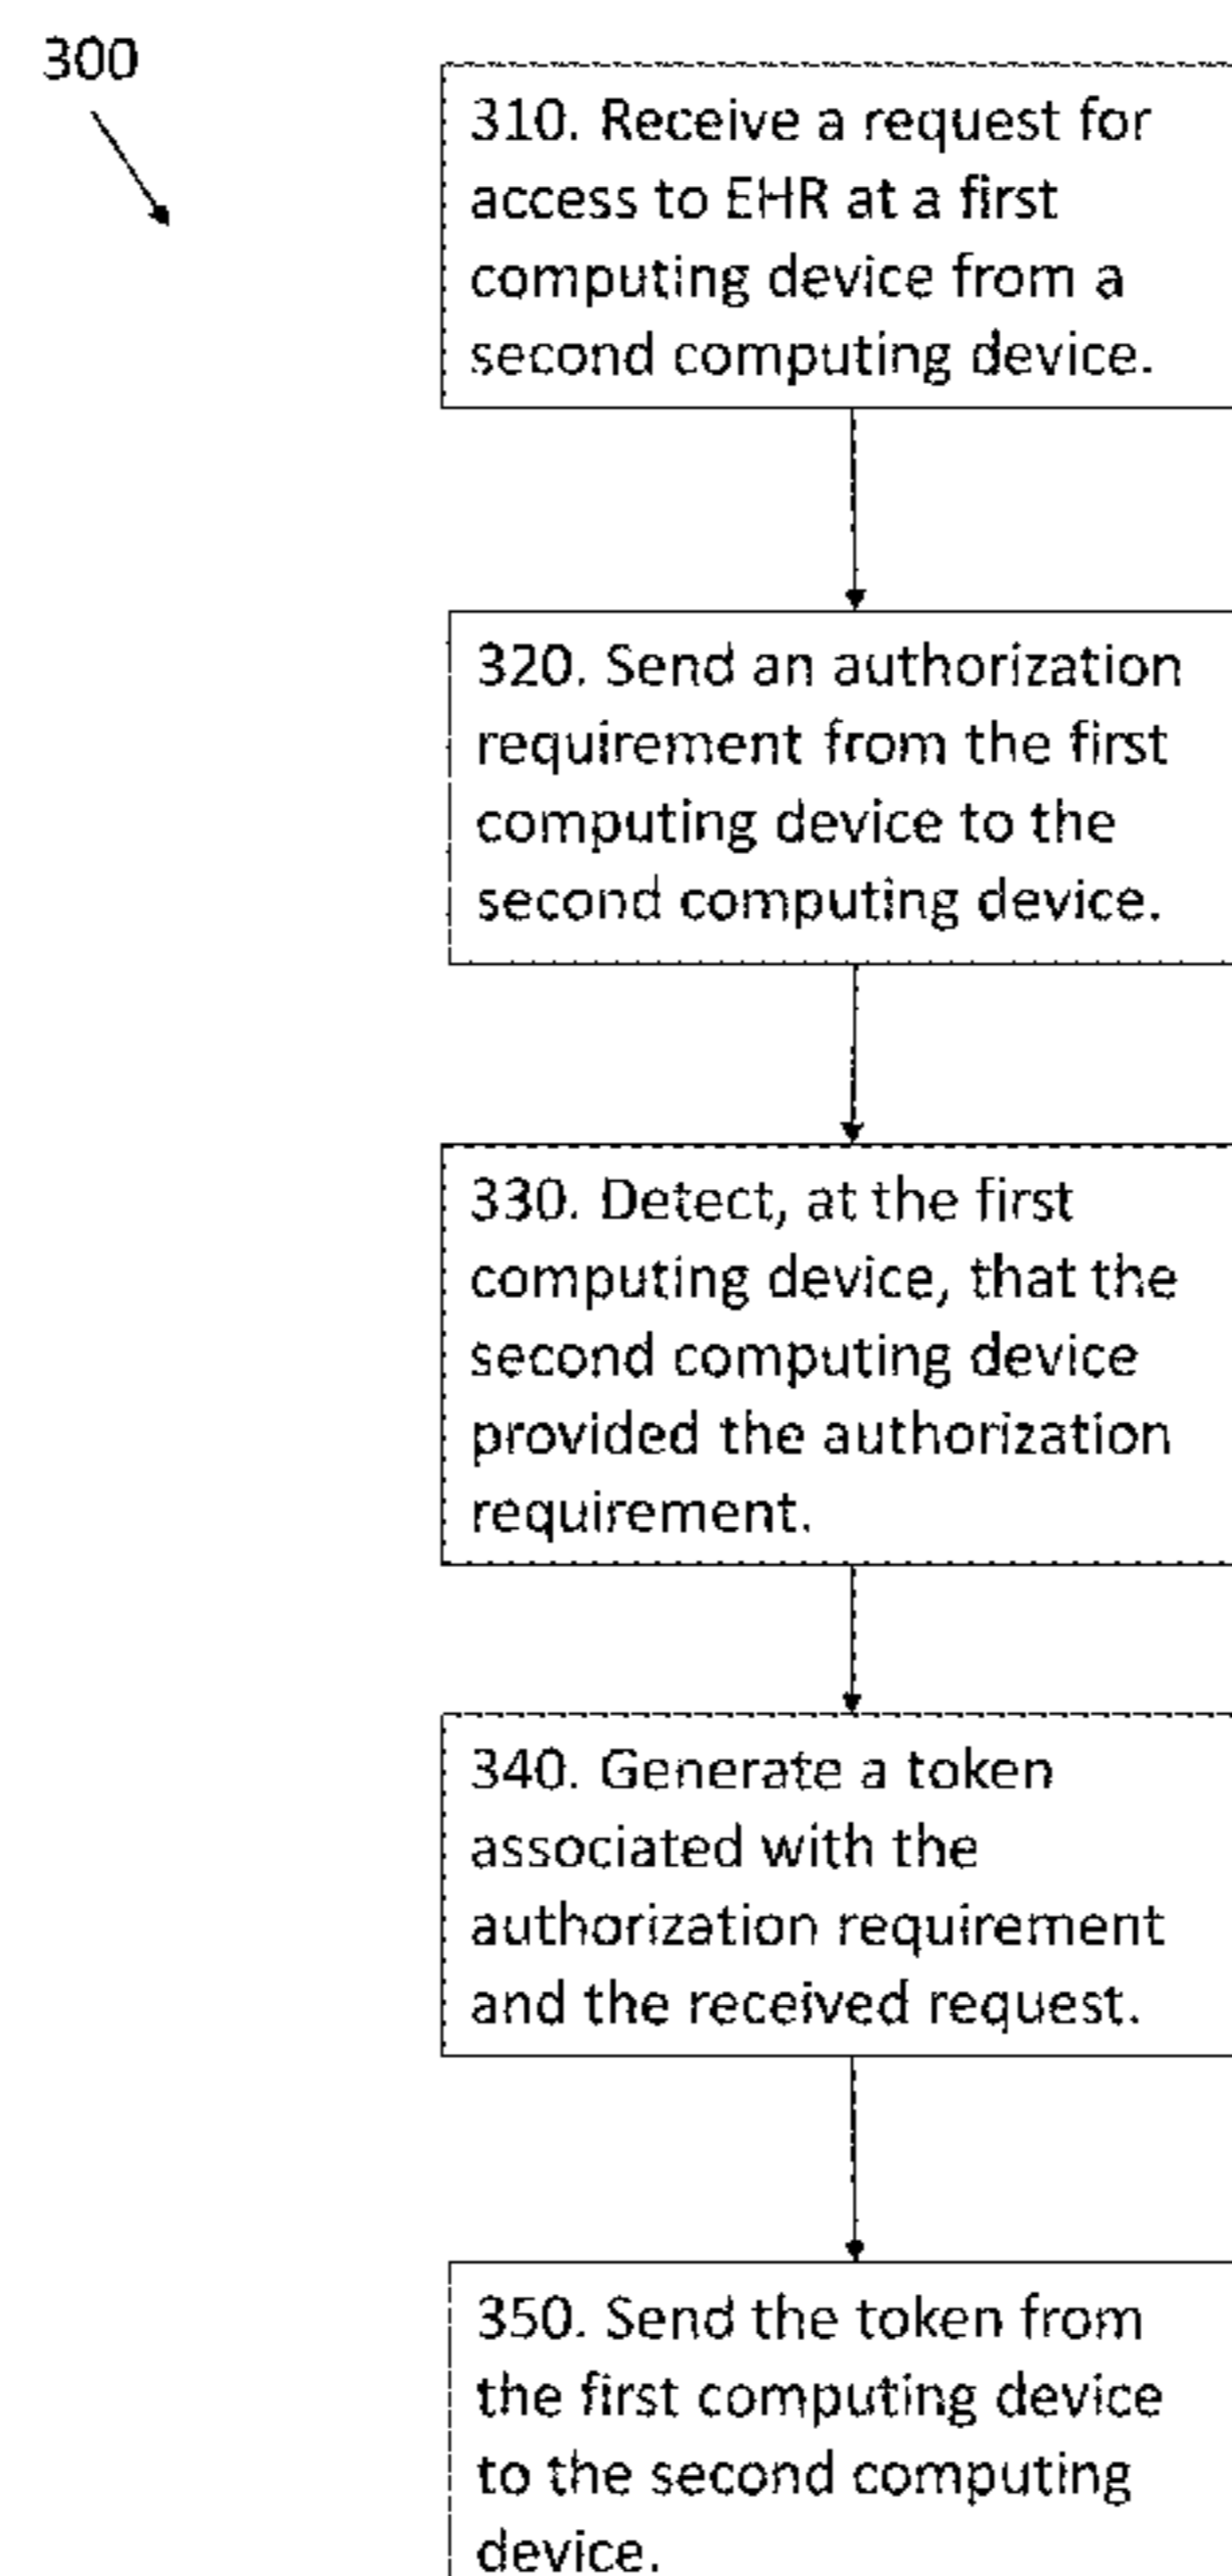 300
310. Receive a request for
access to EHR at a first
computing device from a
second computing device.
320. Send an authorization
requirement from the first
computing device to the
second computing device.
330. Detect, at the first
computing device, that the
second computing device
provided the authorization
requirement.
340. Generate a token
associated with the
authorization requirement
and the received request.
350. Send the token from
the first computing device
to the second computing
device.